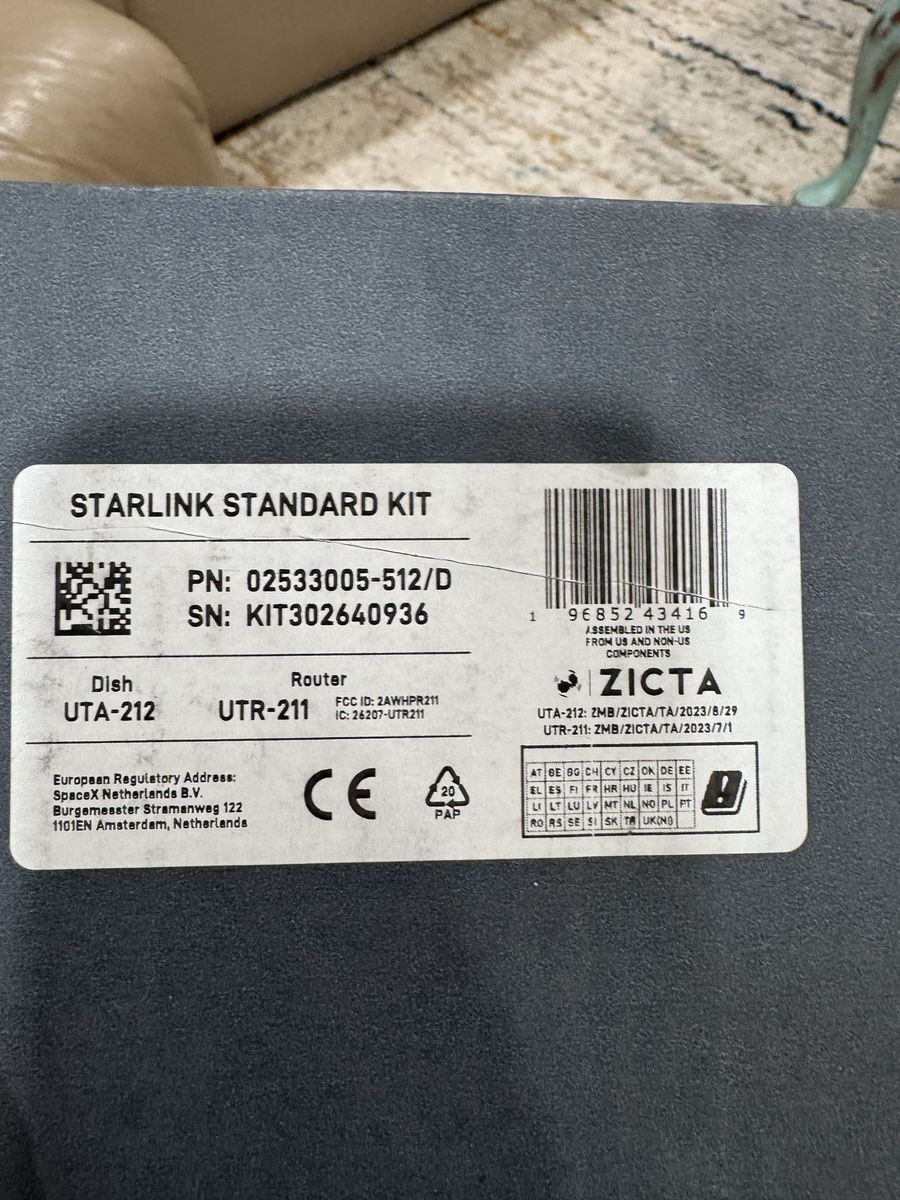 STARLINK STANDARD KIT
PN: 02533005-512/D
SN: KIT302640936
Dish
UTA-212
Router
UTR-211
FCC ID: 2AWHPR211
IC: 26207-UTR211
European Regulatory Address:
SpaceX Netherlands B.V.
Burgemeester Stramanweg 122
1101EN Amsterdam, Netherlands
CE
20
PAP
1 96852 43416 9
ASSEMBLED IN THE US
FROM US AND NON-US
COMPONENTS
ZICTA
UTA-212: ZMB/ZICTA/TA/2023/8/29
UTR-211: ZMB/ZICTA/TA/2023/7/1
AT BE BG CH CY CZ DK DE EE
EL ES FI FR HR HU IE IS IT
LI LT LU LV MT NL NO PL PT
RO RS SE SI SK TR UK(NI)
!